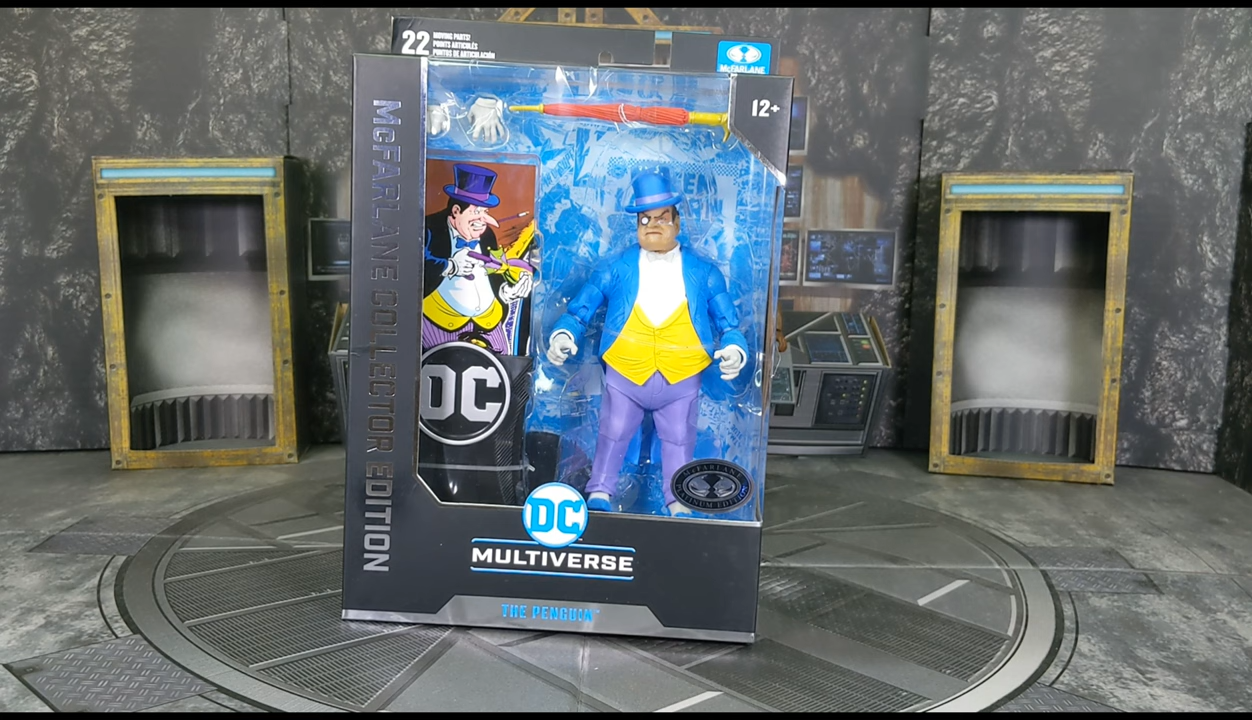 22 MOVING PARTS!
POINTS ARTICULÉS
PUNTOS DE ARTICULACIÓN
McFARLANE
12+
McFARLANE COLLECTOR EDITION
DC
McFARLANE
PLATINUM EDITION
DC
MULTIVERSE
THE PENGUIN